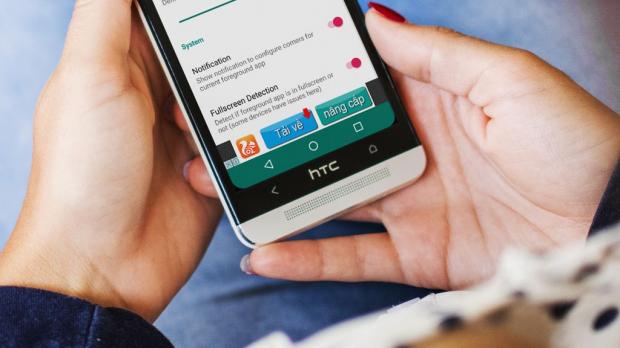 System
Notification
Show notification to configure corners for
current foreground app
Fullscreen Detection
Detect if foreground app is in fullscreen or
not (some devices have issues here)
Tải về
nâng cấp
hTC